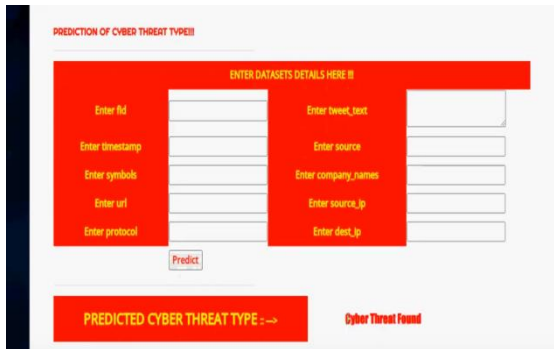 PREDICTION OF CYBER THREAT TYPE!!!
ENTER DATASETS DETAILS HERE !!!
Enter fid Enter tweet_text
Enter timestamp Enter source
Enter symbols Enter company_names
Enter url Enter source_ip
Enter protocol Enter dest_ip
Predict
PREDICTED CYBER THREAT TYPE ::--> Cyber Threat Found